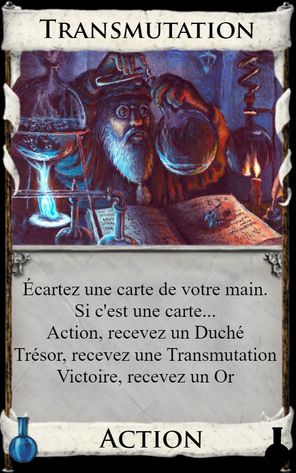 TRANSMUTATION
Écartez une carte de votre main.
Si c'est une carte...
Action, recevez un Duché
Trésor, recevez une Transmutation
Victoire, recevez un Or
ACTION